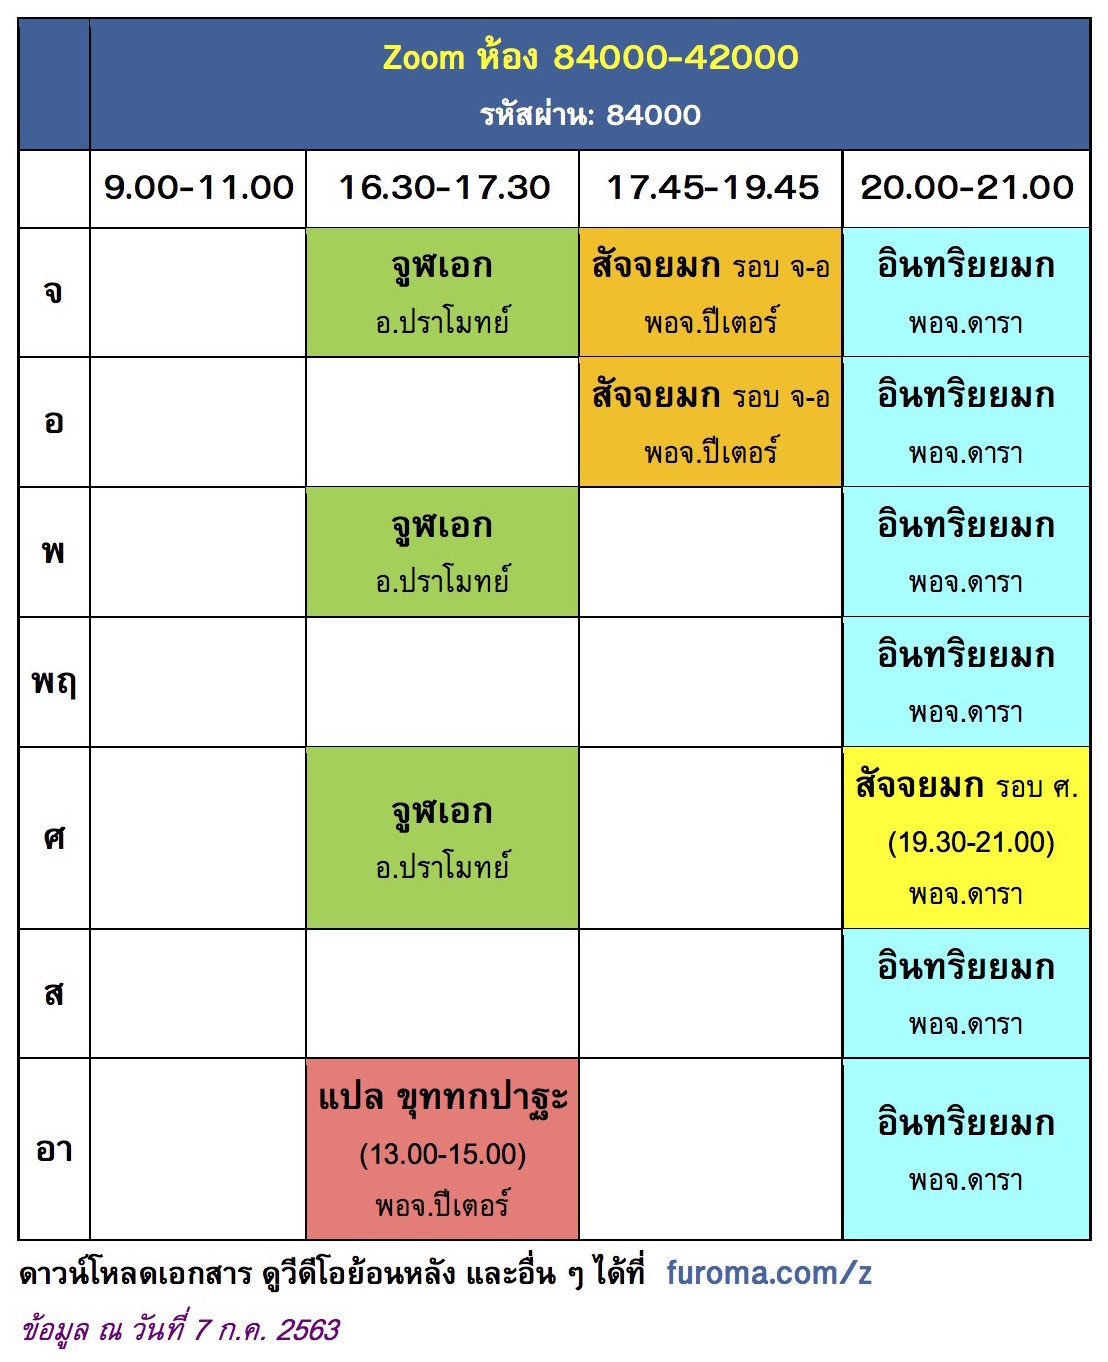 Zoom ห้อง 84000-42000
รหัสผ่าน: 84000
9.00-11.00 16.30-17.30 17.45-19.45 20.00-21.00
จ
จูฬเอก
อ.ปราโมทย์
สัจจยมก รอบ จ-อ
พอจ.ปีเตอร์
อินทริยยมก
พอจ.ดารา
อ
สัจจยมก รอบ จ-อ
พอจ.ปีเตอร์
อินทริยยมก
พอจ.ดารา
พ
จูฬเอก
อ.ปราโมทย์
อินทริยยมก
พอจ.ดารา
พฤ
อินทริยยมก
พอจ.ดารา
ศ
จูฬเอก
อ.ปราโมทย์
สัจจยมก รอบ ศ.
(19.30-21.00)
พอจ.ดารา
ส
อินทริยยมก
พอจ.ดารา
อา
แปล ขุททกปาฐะ
(13.00-15.00)
พอจ.ปีเตอร์
อินทริยยมก
พอจ.ดารา
ดาวน์โหลดเอกสาร ดูวีดีโอย้อนหลัง และอื่น ๆ ได้ที่ furoma.com/z
ข้อมูล ณ วันที่ 7 ก.ค. 2563